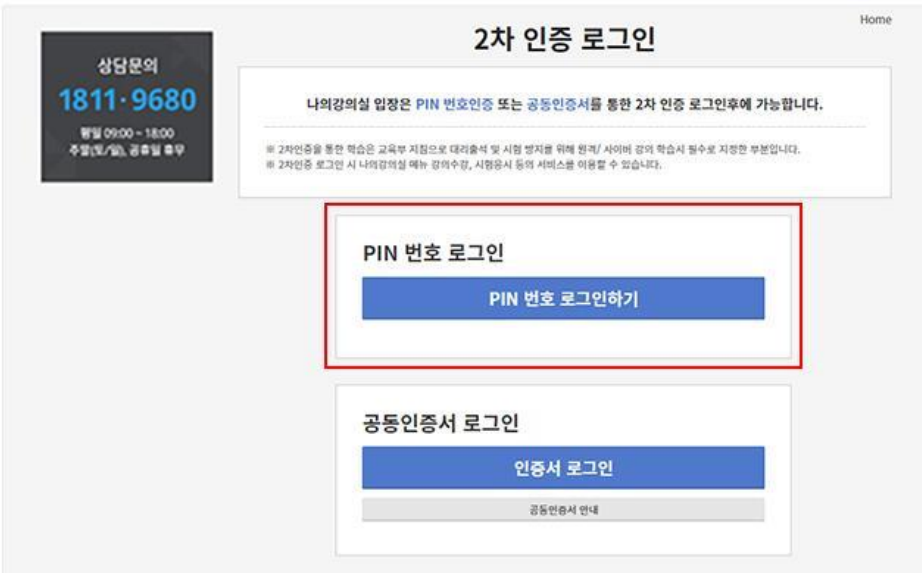 Home
2차 인증 로그인
상담문의
1811·9680
평일 09:00 ~ 18:00
주말(토/일), 공휴일 휴무
나의강의실 입장은 PIN 번호인증 또는 공동인증서를 통한 2차 인증 로그인후에 가능합니다.
※ 2차인증을 통한 학습은 교육부 지침으로 대리출석 및 시험 방지를 위해 원격/ 사이버 강의 학습시 필수로 지정한 부분입니다.
※ 2차인증 로그인 시 나의강의실 메뉴 강의수강, 시험응시 등의 서비스를 이용할 수 있습니다.
PIN 번호 로그인
PIN 번호 로그인하기
공동인증서 로그인
인증서 로그인
공동인증서 안내